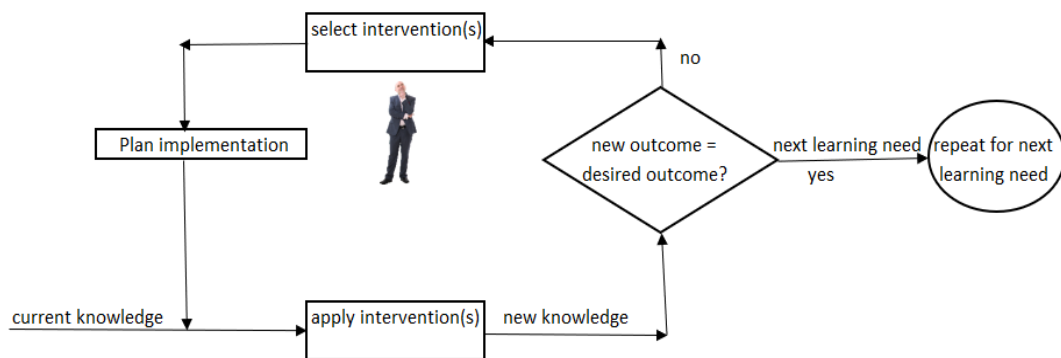 select intervention(s)
no
Plan implementation
new outcome =
desired outcome?
next learning need
yes
repeat for next
learning need
current knowledge
apply intervention(s)
new knowledge